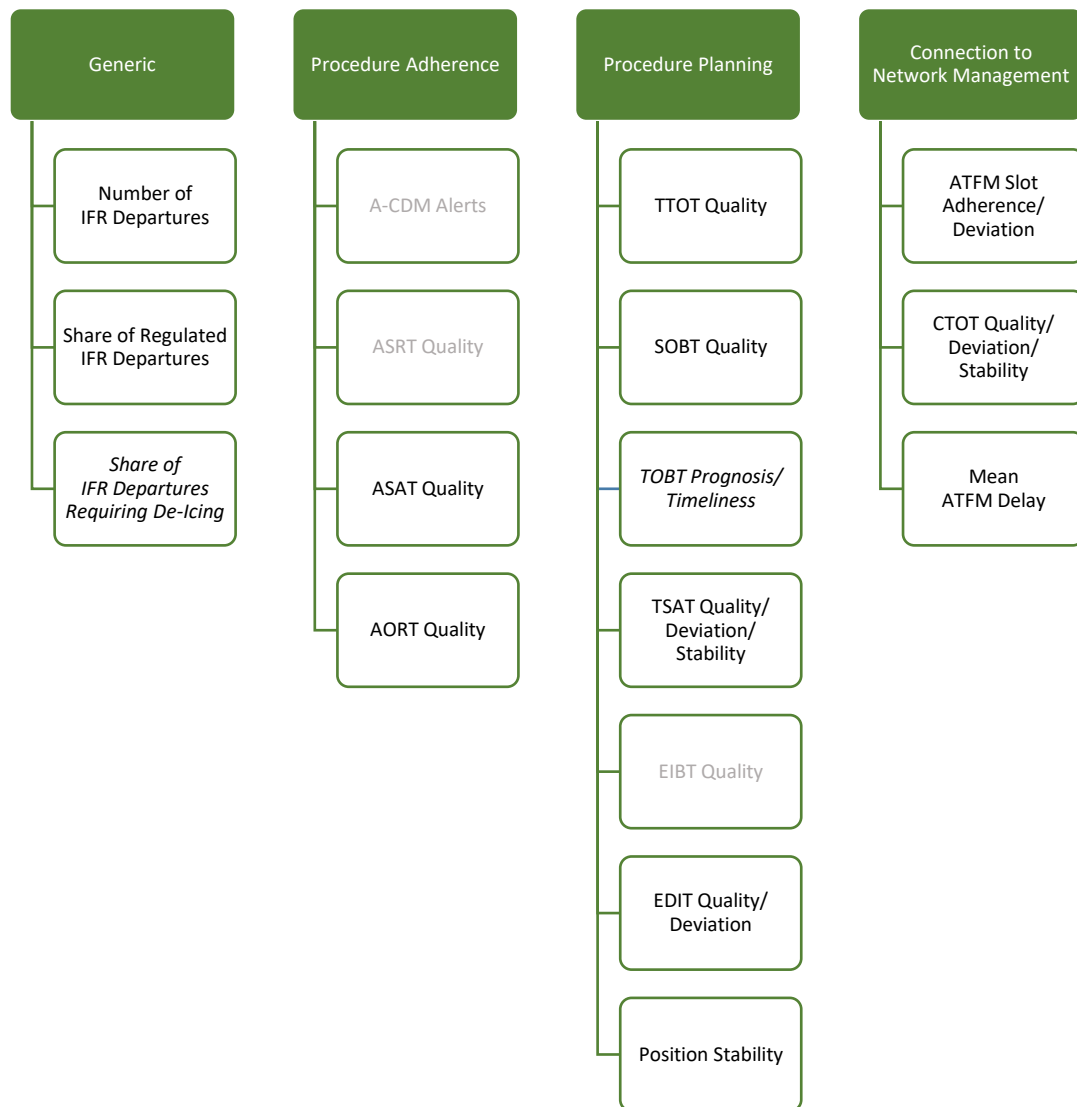 Generic
Number of
IFR Departures
Share of Regulated
IFR Departures
Share of
IFR Departures
Requiring De-Icing
Procedure Adherence
A-CDM Alerts
ASRT Quality
ASAT Quality
AORT Quality
Procedure Planning
TTOT Quality
SOBT Quality
TOBT Prognosis/
Timeliness
TSAT Quality/
Deviation/
Stability
EIBT Quality
EDIT Quality/
Deviation
Position Stability
Connection to
Network Management
ATFM Slot
Adherence/
Deviation
CTOT Quality/
Deviation/
Stability
Mean
ATFM Delay